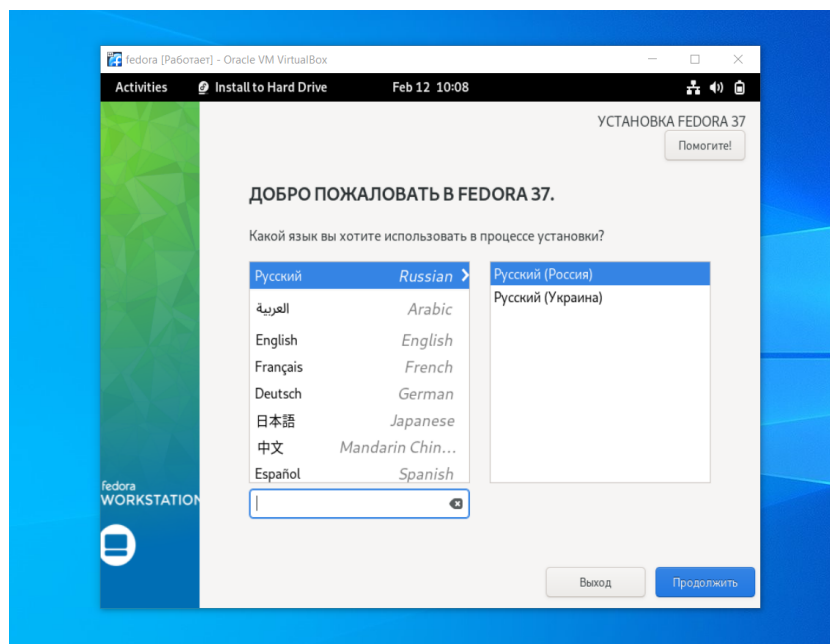 fedora [Работает] - Oracle VM VirtualBox
Activities Install to Hard Drive Feb 12 10:08
УСТАНОВКА FEDORA 37
Помогите!
ДОБРО ПОЖАЛОВАТЬ В FEDORA 37.
Какой язык вы хотите использовать в процессе установки?
Русский Russian
العربية Arabic
English English
Français French
Deutsch German
日本語 Japanese
中文 Mandarin Chin...
Español Spanish
Русский (Россия)
Русский (Украина)
fedora
WORKSTATION
Выход Продолжить